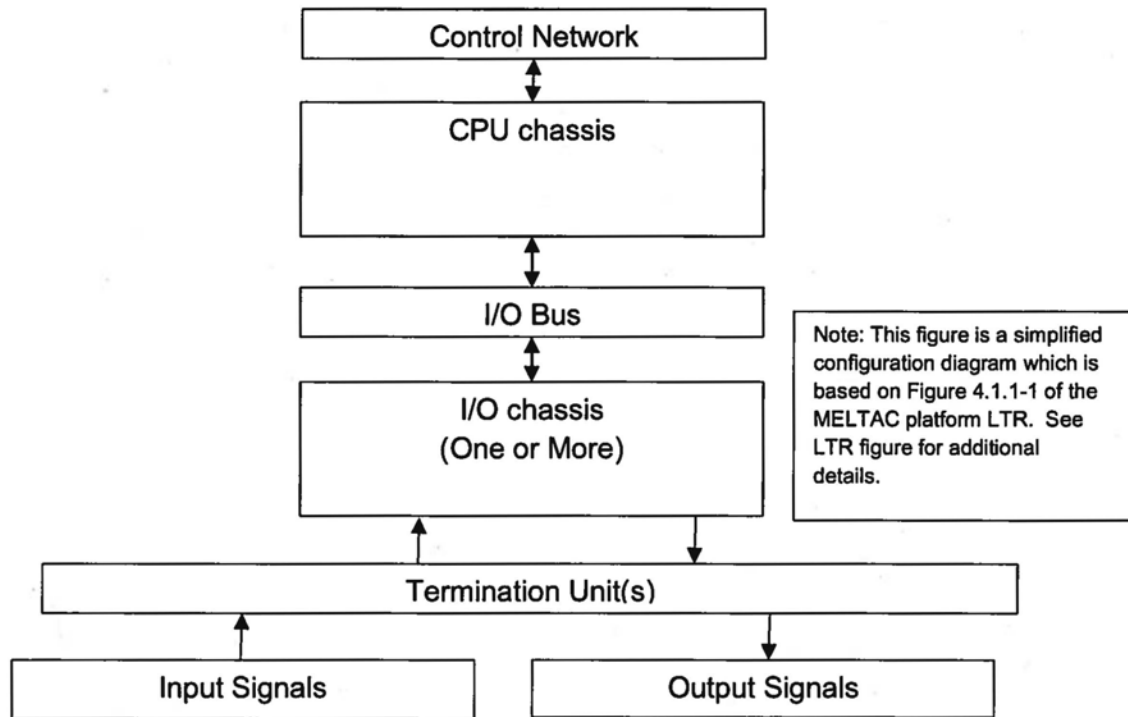 Control Network
CPU chassis
I/O Bus
I/O chassis
(One or More)
Note: This figure is a simplified
configuration diagram which is
based on Figure 4.1.1-1 of the
MELTAC platform LTR. See
LTR figure for additional
details.
Termination Unit(s)
Input Signals
Output Signals